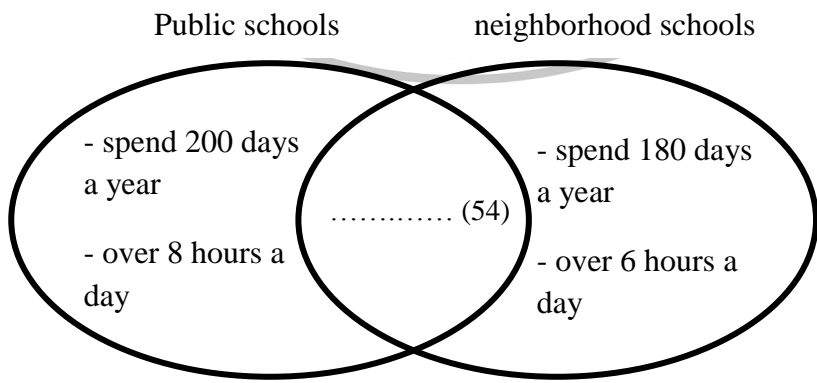 Public schools
neighborhood schools
- spend 200 days
a year
- over 8 hours a
day
…………. (54)
- spend 180 days
a year
- over 6 hours a
day